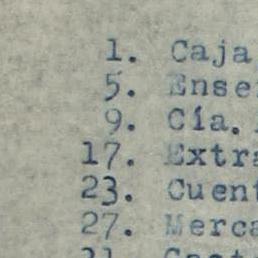 1. Caja
5. Ense
9. Cía.
17. Extra
23. Cuent
27. Merca